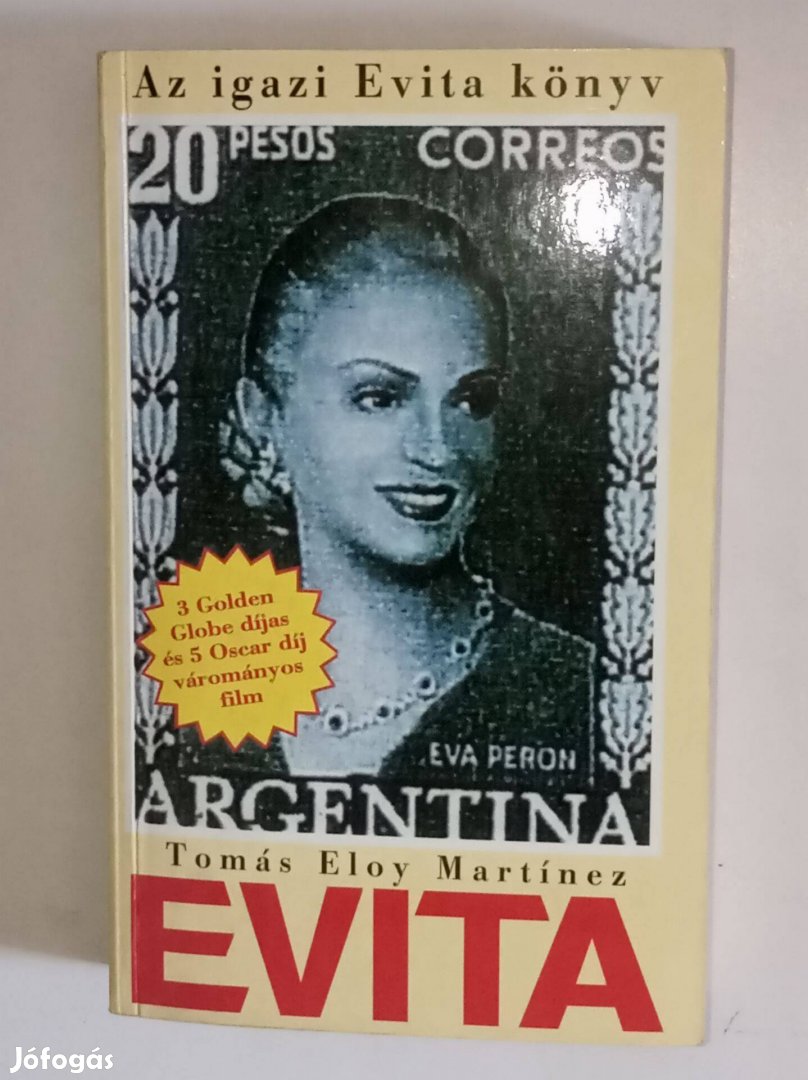 Az igazi Evita könyv
20 PESOS CORREOS
3 Golden
Globe díjas
és 5 Oscar díj
várományos
film
EVA PERON
ARGENTINA
Tomás Eloy Martínez
EVITA
Jófogás